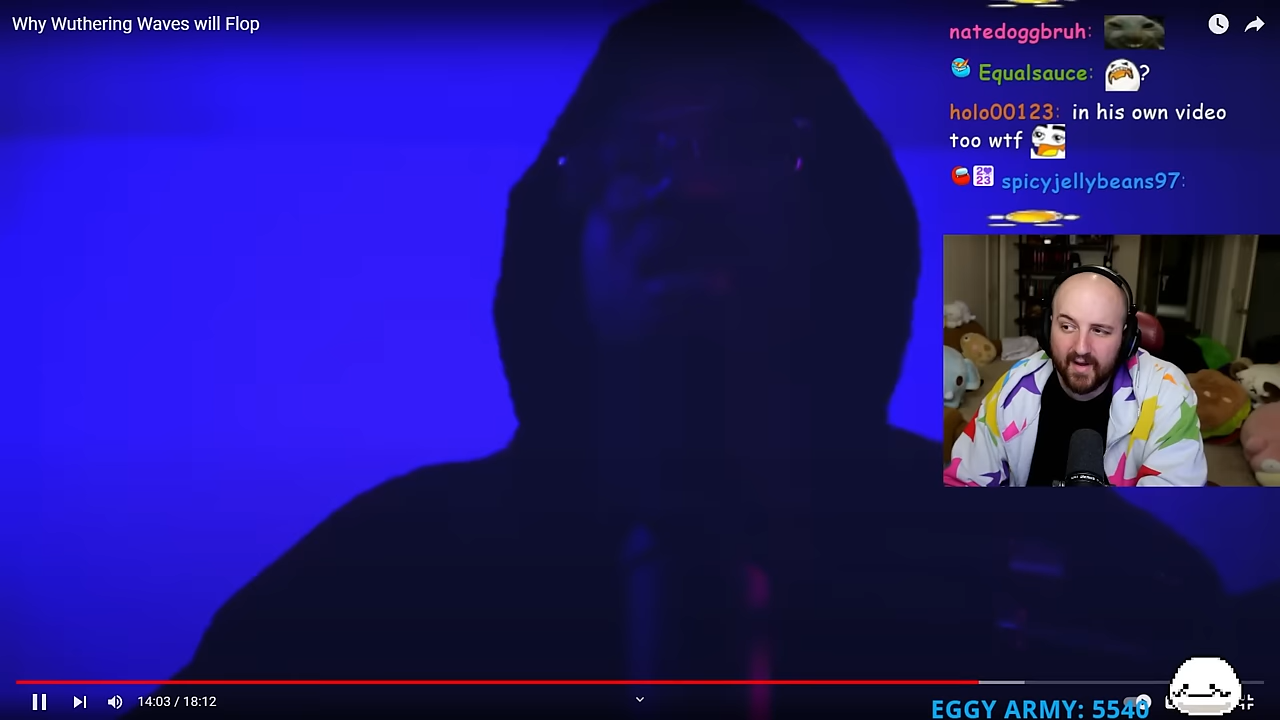 Why Wuthering Waves will Flop
natedoggbruh:
Equalsauce: ?
holo00123: in his own video
too wtf
spicyjellybeans97:
14:03 / 18:12
EGGY ARMY: 5540